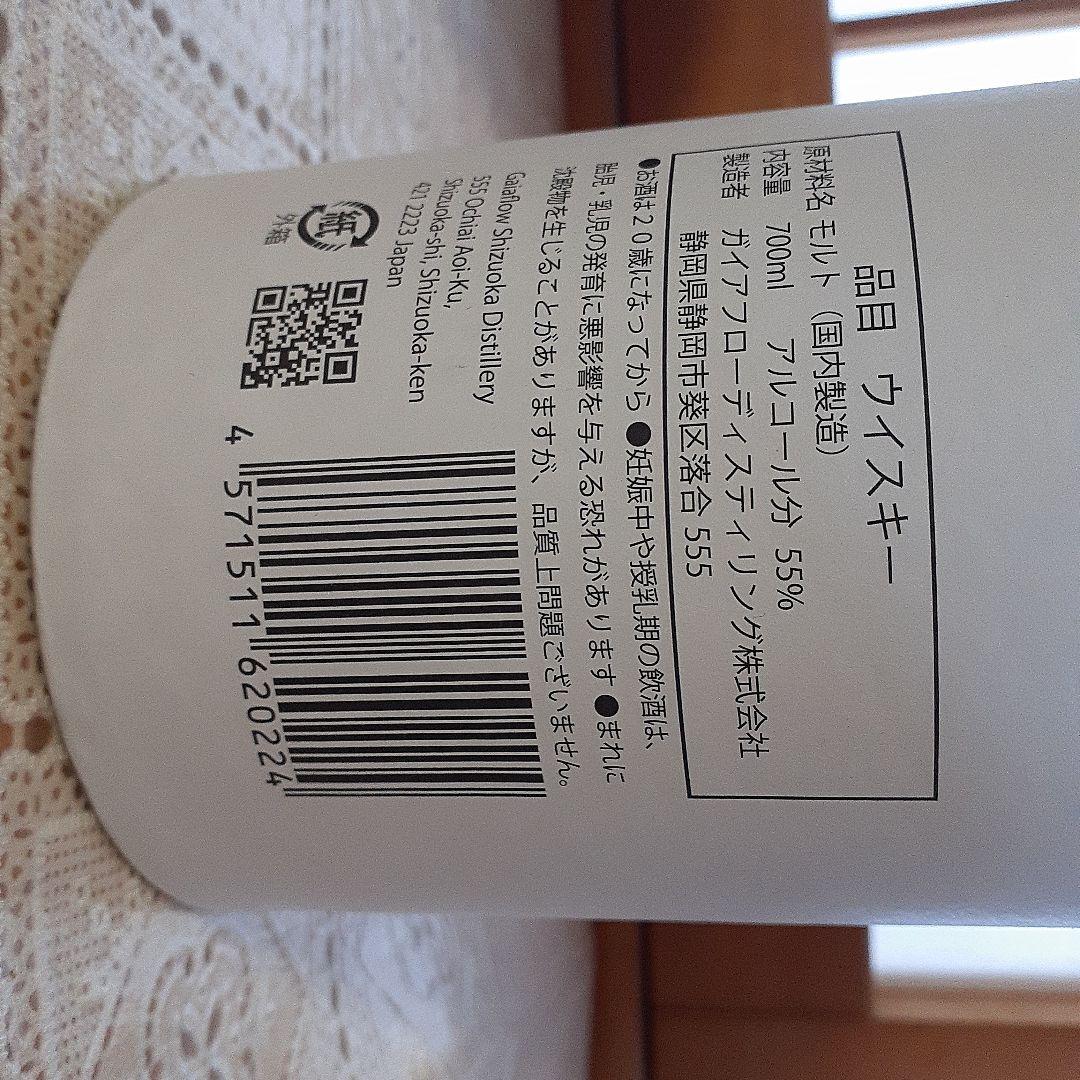 品目 ウイスキー
原材料名 モルト（国内製造）
内容量 700ml アルコール分 55%
製造者 ガイアフローディスティリング株式会社
静岡県静岡市葵区落合 555
●お酒は20歳になってから ●妊娠中や授乳期の飲酒は、
胎児・乳児の発育に悪影響を与える恐れがあります ●まれに
沈殿物を生じることがありますが、品質上問題ございません。
Gaiaflow Shizuoka Distillery
555 Ochiai Aoi-Ku,
Shizuoka-shi, Shizuoka-ken
421 2223 Japan
紙
外箱
4 571511 620224